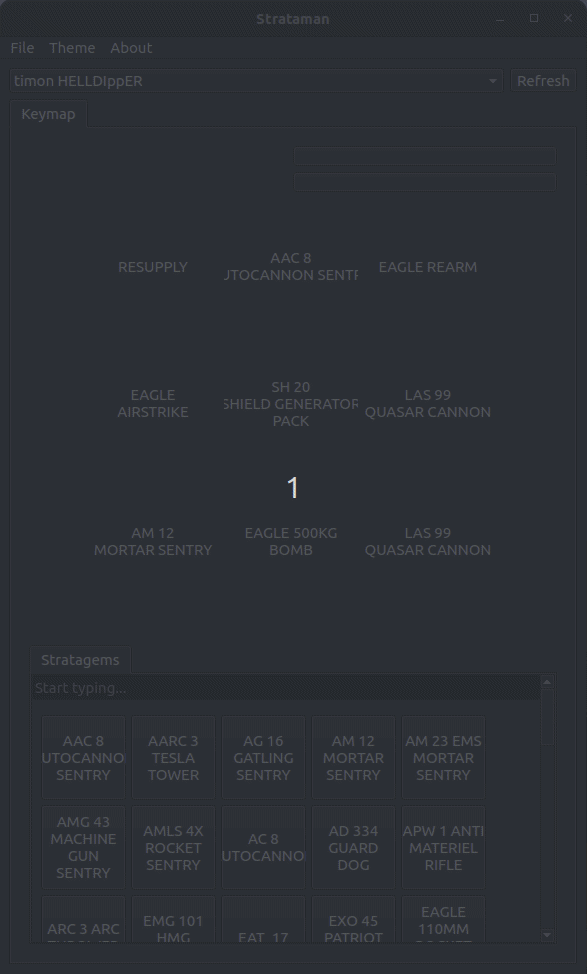 Strataman
File Theme About
timon HELLDIppER Refresh
Keymap
RESUPPLY
AAC 8
UTOCANNON SENTR
EAGLE REARM
EAGLE
AIRSTRIKE
SH 20
SHIELD GENERATOR
PACK
LAS 99
QUASAR CANNON
1
AM 12
MORTAR SENTRY
EAGLE 500KG
BOMB
LAS 99
QUASAR CANNON
Stratagems
Start typing...
AAC 8
UTOCANNO
SENTRY
AARC 3
TESLA
TOWER
AG 16
GATLING
SENTRY
AM 12
MORTAR
SENTRY
AM 23 EMS
MORTAR
SENTRY
AMG 43
MACHINE
GUN
SENTRY
AMLS 4X
ROCKET
SENTRY
AC 8
UTOCANNO
AD 334
GUARD
DOG
APW 1 ANTI
MATERIEL
RIFLE
ARC 3 ARC
EMG 101
HMG
EAT 17
EXO 45
PATRIOT
EAGLE
110MM